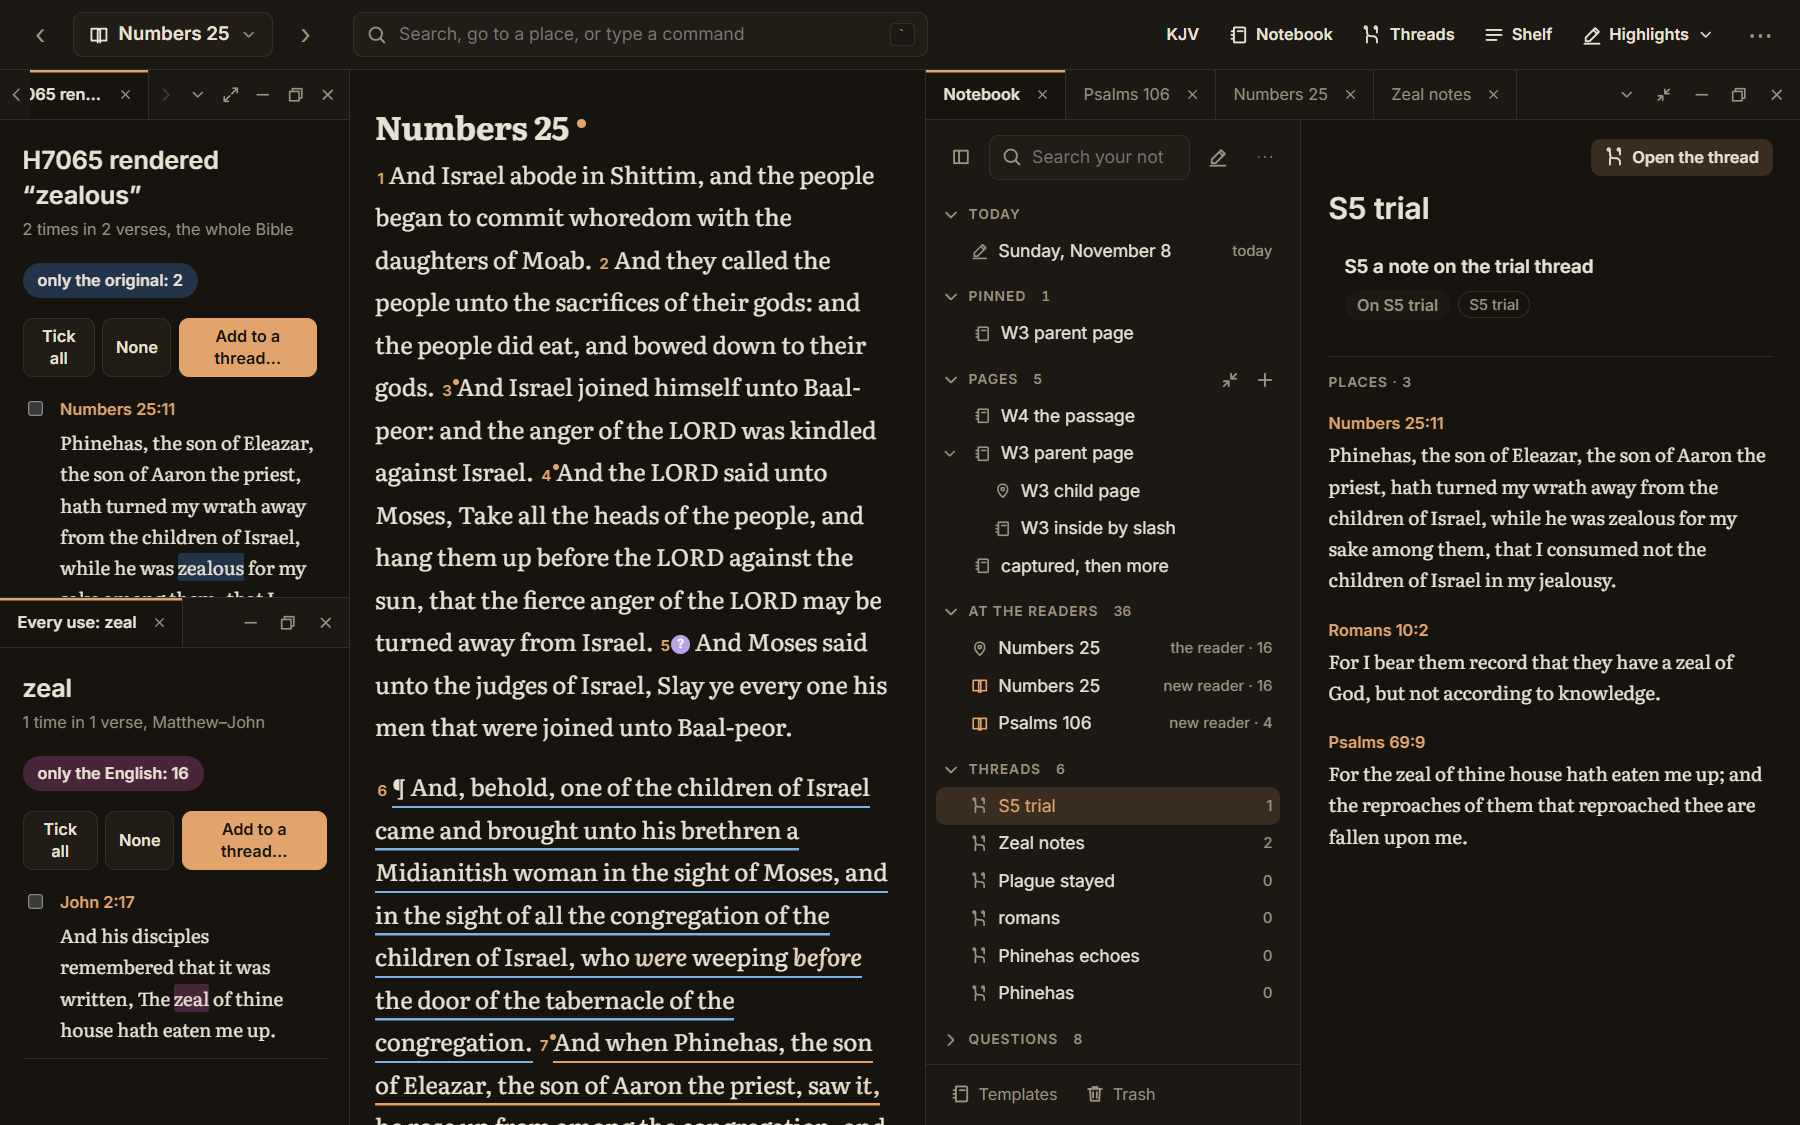 Numbers 25
Search, go to a place, or type a command
`
KJV
Notebook
Threads
Shelf
Highlights
065 ren...
H7065 rendered
“zealous”
2 times in 2 verses, the whole Bible
only the original: 2
Tick all
None
Add to a thread...
Numbers 25:11
Phinehas, the son of Eleazar,
the son of Aaron the priest,
hath turned my wrath away
from the children of Israel,
while he was zealous for my
Every use: zeal
zeal
1 time in 1 verse, Matthew–John
only the English: 16
Tick all
None
Add to a thread...
John 2:17
And his disciples
remembered that it was
written, The zeal of thine
house hath eaten me up.
Numbers 25
1 And Israel abode in Shittim, and the people
began to commit whoredom with the
daughters of Moab. 2 And they called the
people unto the sacrifices of their gods: and
the people did eat, and bowed down to their
gods. 3 And Israel joined himself unto Baal-
peor: and the anger of the LORD was kindled
against Israel. 4 And the LORD said unto
Moses, Take all the heads of the people, and
hang them up before the LORD against the
sun, that the fierce anger of the LORD may be
turned away from Israel. 5 ? And Moses said
unto the judges of Israel, Slay ye every one his
men that were joined unto Baal-peor.
6 ¶ And, behold, one of the children of Israel
came and brought unto his brethren a
Midianitish woman in the sight of Moses, and
in the sight of all the congregation of the
children of Israel, who were weeping before
the door of the tabernacle of the
congregation. 7 And when Phinehas, the son
of Eleazar, the son of Aaron the priest, saw it,
he rose up from among the congregation, and
Notebook
Psalms 106
Numbers 25
Zeal notes
Search your not
TODAY
Sunday, November 8 today
PINNED 1
W3 parent page
PAGES 5
W4 the passage
W3 parent page
W3 child page
W3 inside by slash
captured, then more
AT THE READERS 36
Numbers 25 the reader · 16
Numbers 25 new reader · 16
Psalms 106 new reader · 4
THREADS 6
S5 trial 1
Zeal notes 2
Plague stayed 0
romans 0
Phinehas echoes 0
Phinehas 0
QUESTIONS 8
Templates
Trash
Open the thread
S5 trial
S5 a note on the trial thread
On S5 trial
S5 trial
PLACES · 3
Numbers 25:11
Phinehas, the son of Eleazar, the son of Aaron the
priest, hath turned my wrath away from the
children of Israel, while he was zealous for my
sake among them, that I consumed not the
children of Israel in my jealousy.
Romans 10:2
For I bear them record that they have a zeal of
God, but not according to knowledge.
Psalms 69:9
For the zeal of thine house hath eaten me up; and
the reproaches of them that reproached thee are
fallen upon me.